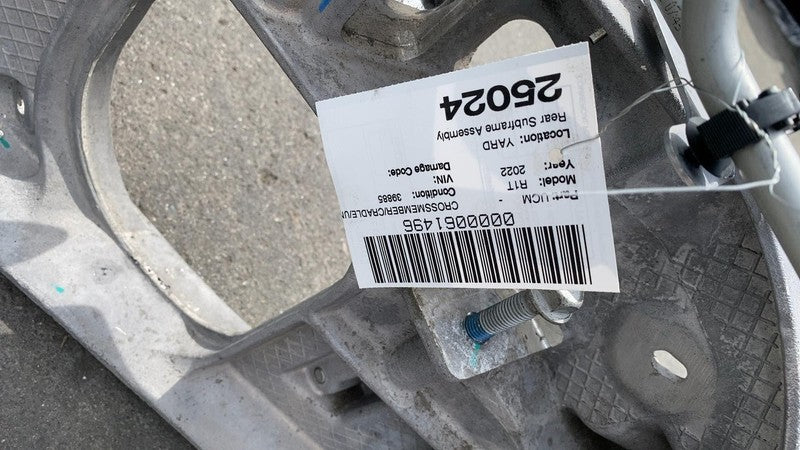 0000061496
CROSSMEMBER/CRADLE/
Part: UCM -
Condition: 39885
Model: R1T
VIN:
Year: 2022
Damage Code:
Location: YARD
Rear Subframe Assembly
25024